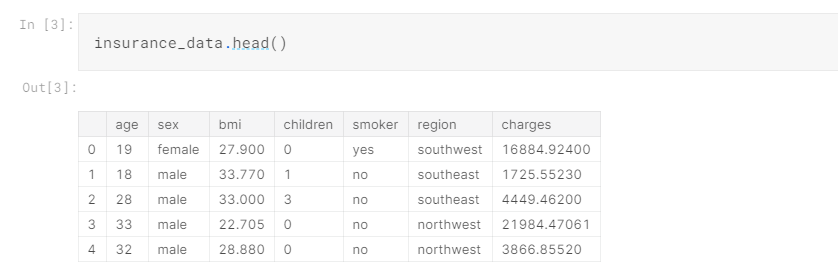 In [3]:
insurance_data.head()
Out[3]:
age sex bmi children smoker region charges
0 19 female 27.900 0 yes southwest 16884.92400
1 18 male 33.770 1 no southeast 1725.55230
2 28 male 33.000 3 no southeast 4449.46200
3 33 male 22.705 0 no northwest 21984.47061
4 32 male 28.880 0 no northwest 3866.85520